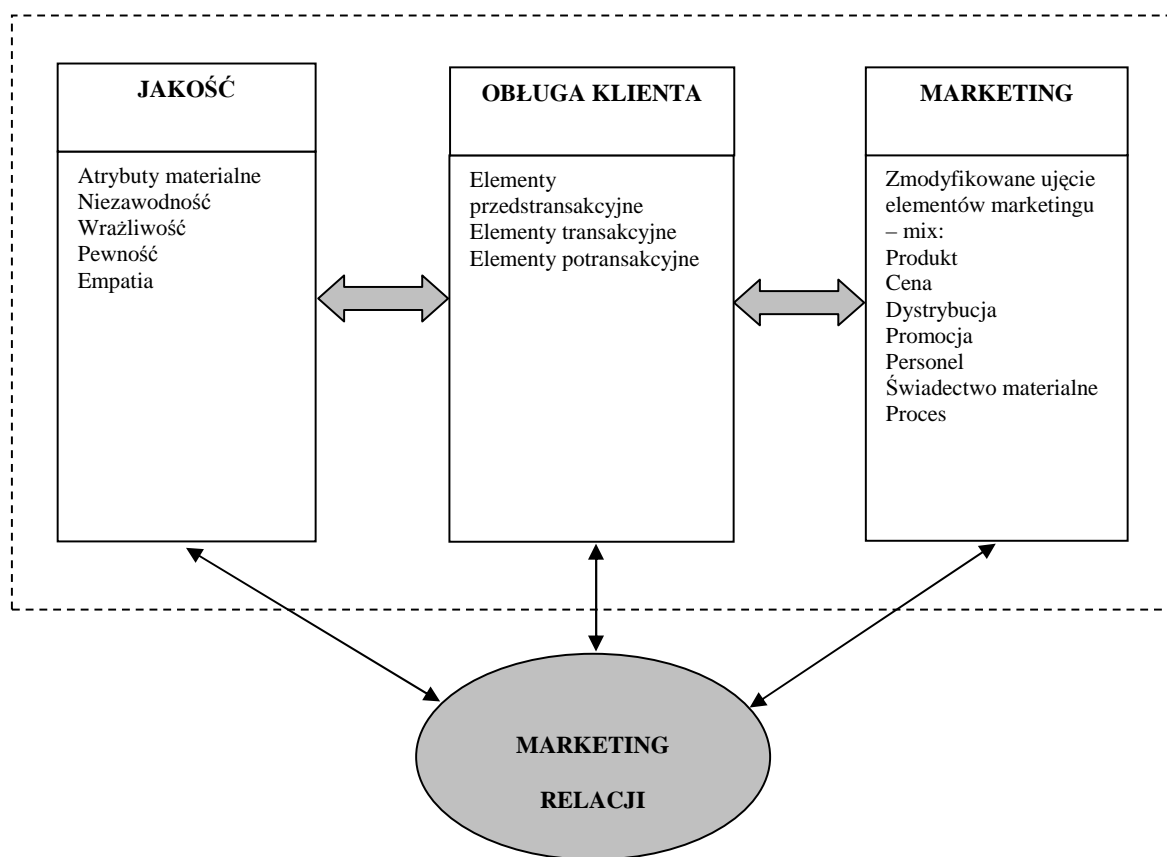 JAKOŚĆ
Atrybuty materialne
Niezawodność
Wrażliwość
Pewność
Empatia
OBŁUGA KLIENTA
Elementy
przedstransakcyjne
Elementy transakcyjne
Elementy potransakcyjne
MARKETING
Zmodyfikowane ujęcie
elementów marketingu
– mix:
Produkt
Cena
Dystrybucja
Promocja
Personel
Świadectwo materialne
Proces
MARKETING
RELACJI